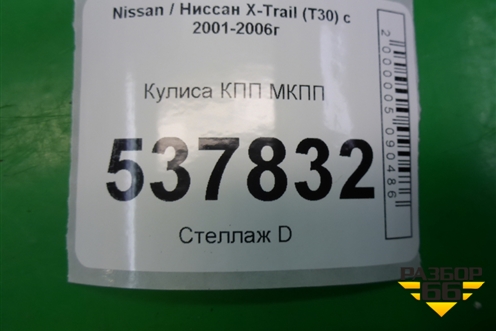 Nissan / Ниссан X-Trail (T30) с
2001-2006г
Кулиса КПП МКПП
537832
Стеллаж D
2000005090486
РАЗБОР
66